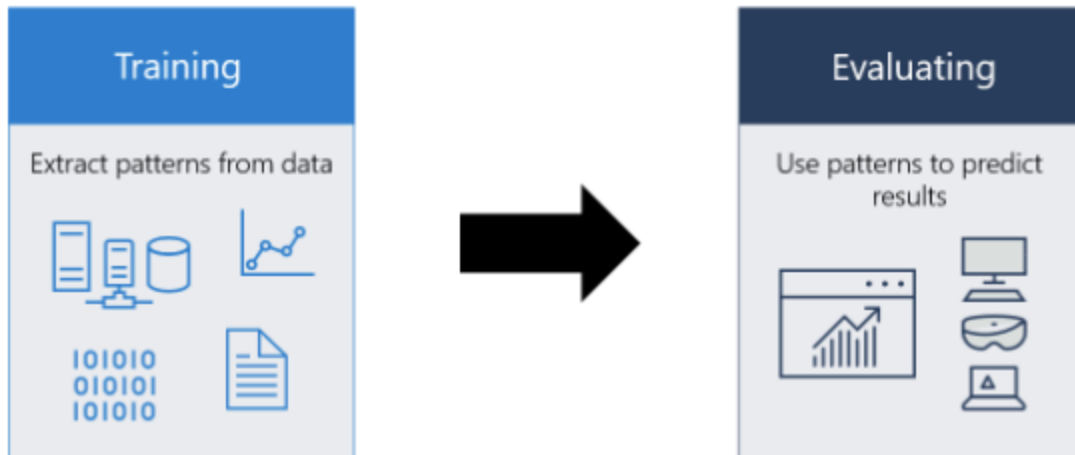 Training
Extract patterns from data
101010
010101
101010
Evaluating
Use patterns to predict
results